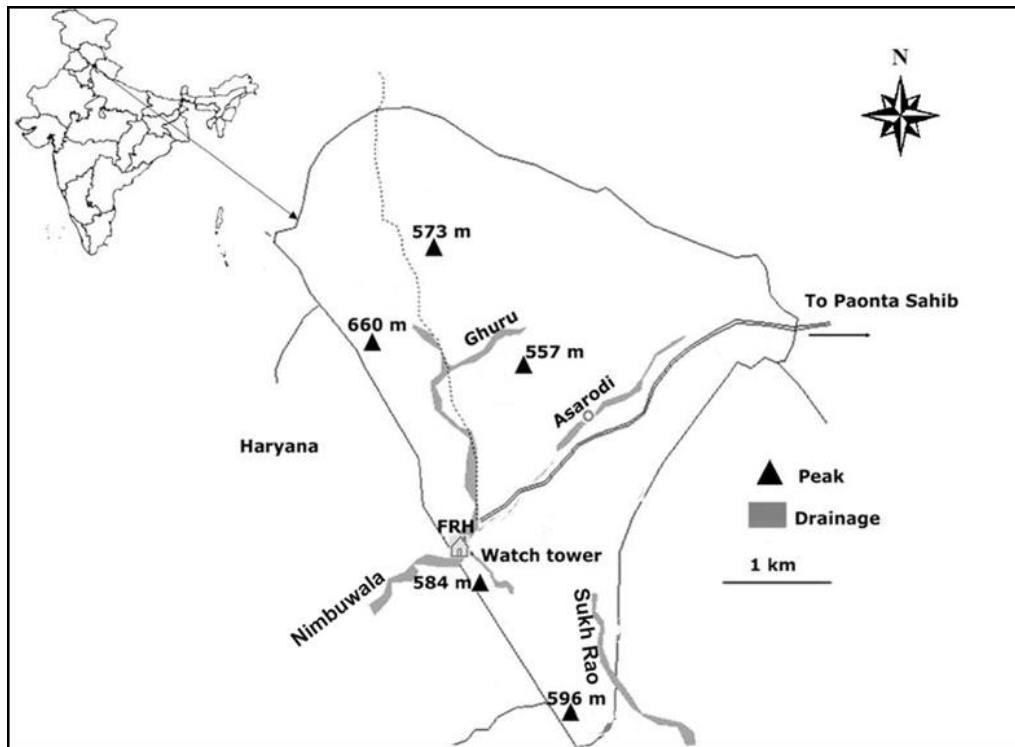 N
573 m
To Paonta Sahib
660 m
Ghuru
557 m
Asarodi
Haryana
Peak
Drainage
FRH
Watch tower
1 km
584 m
Nimbuwala
Sukh Rao
596 m